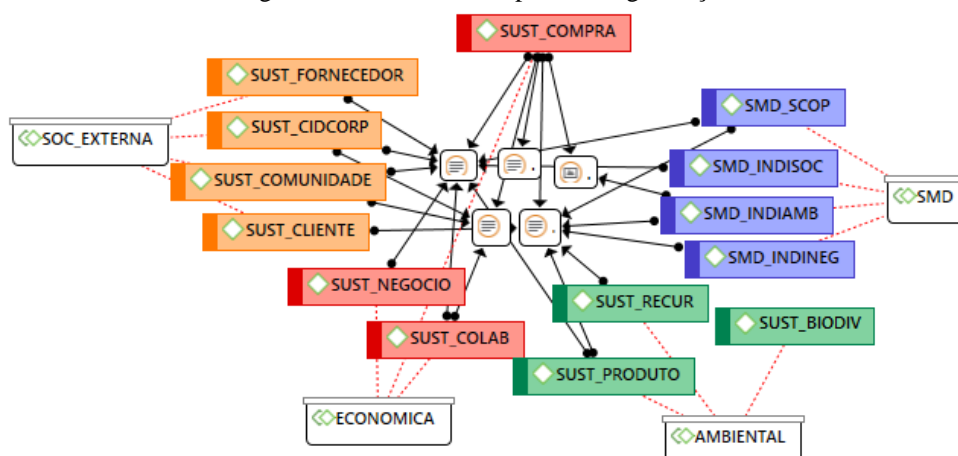 SUST_COMPRA
SUST_FORNECEDOR
SMD_SCOP
SUST_CIDCORP
SOC_EXTERNA
SMD_INDISOC
SUST_COMUNIDADE
SMD
SMD_INDIAMB
SUST_CLIENTE
SMD_INDINEG
SUST_NEGOCIO
SUST_RECUR
SUST_BIODIV
SUST_COLAB
SUST_PRODUTO
ECONOMICA
AMBIENTAL